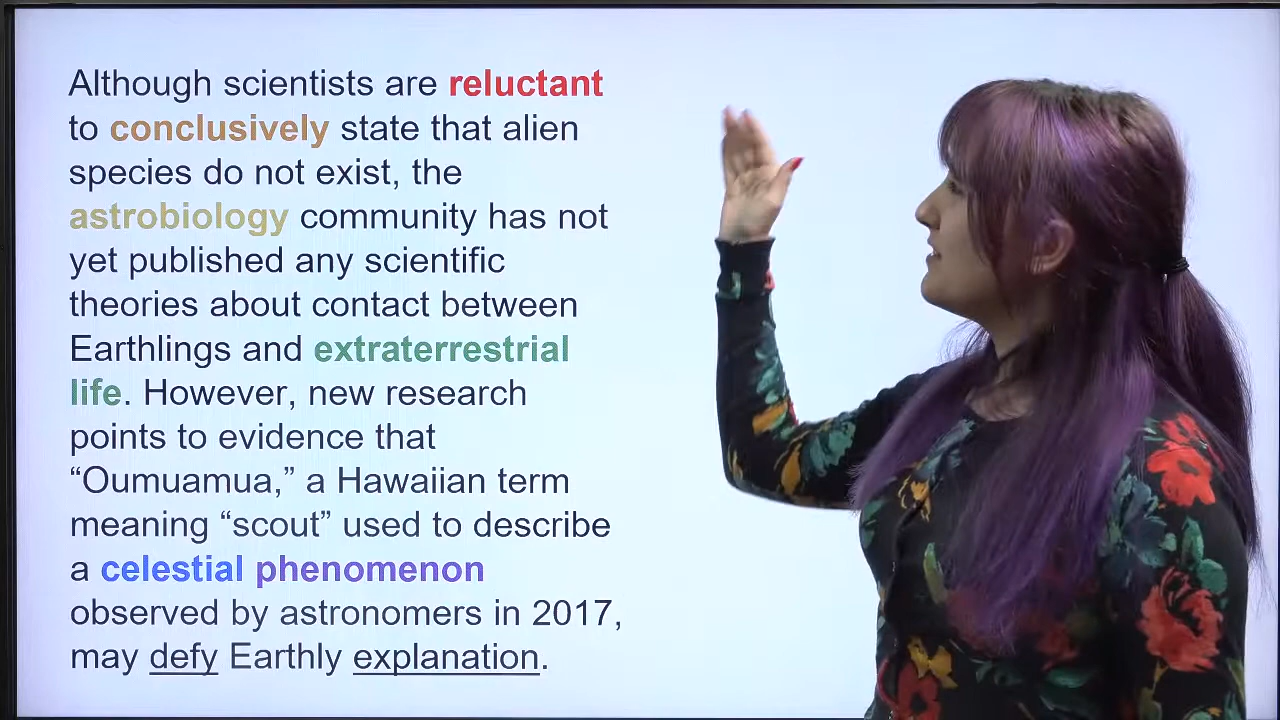 Although scientists are reluctant
to conclusively state that alien
species do not exist, the
astrobiology community has not
yet published any scientific
theories about contact between
Earthlings and extraterrestrial
life. However, new research
points to evidence that
“Oumuamua,” a Hawaiian term
meaning “scout” used to describe
a celestial phenomenon
observed by astronomers in 2017,
may defy Earthly explanation.